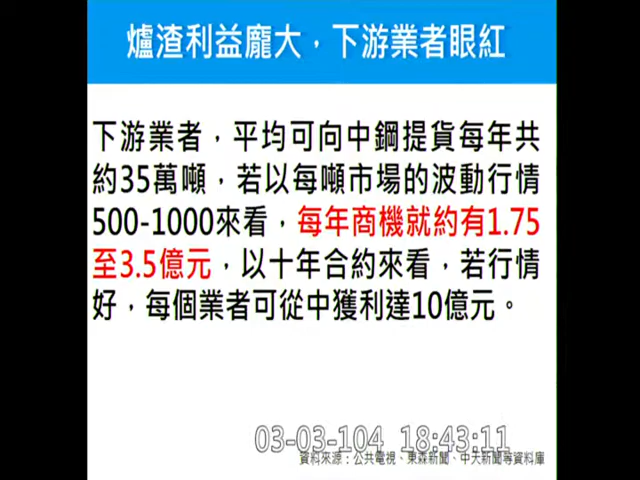 爐渣利益龐大，下游業者眼紅
下游業者，平均可向中鋼提貨每年共
約35萬噸，若以每噸市場的波動行情
500-1000來看，每年商機就約有1.75
至3.5億元，以十年合約來看，若行情
好，每個業者可從中獲利達10億元。
03-03-104 18:43:11
資料來源：公共電視、東森新聞、中天新聞等資料庫